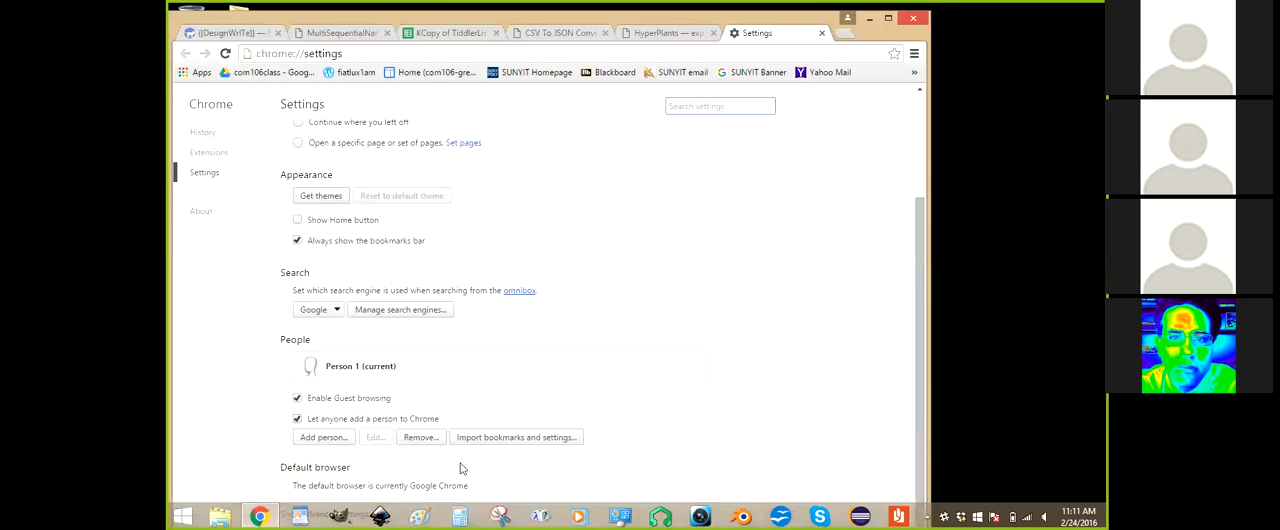 {{DesignWrITe}} —
MultiSequentialNar
KCopy of TiddlerLis
CSV To JSON Conve
HyperPlants — exp
Settings
chrome://settings
Apps
com106class - Goog...
fiatlux1am
Home (com106-gre...
SUNYIT Homepage
Blackboard
SUNYIT email
SUNYIT Banner
Yahoo Mail
»
Chrome
History
Extensions
Settings
About
Settings
Search settings
Continue where you left off
Open a specific page or set of pages. Set pages
Appearance
Get themes
Reset to default theme
Show Home button
Always show the bookmarks bar
Search
Set which search engine is used when searching from the omnibox.
Google
Manage search engines...
People
Person 1 (current)
Enable Guest browsing
Let anyone add a person to Chrome
Add person...
Edit...
Remove...
Import bookmarks and settings...
Default browser
The default browser is currently Google Chrome.
11:11 AM
2/24/2016